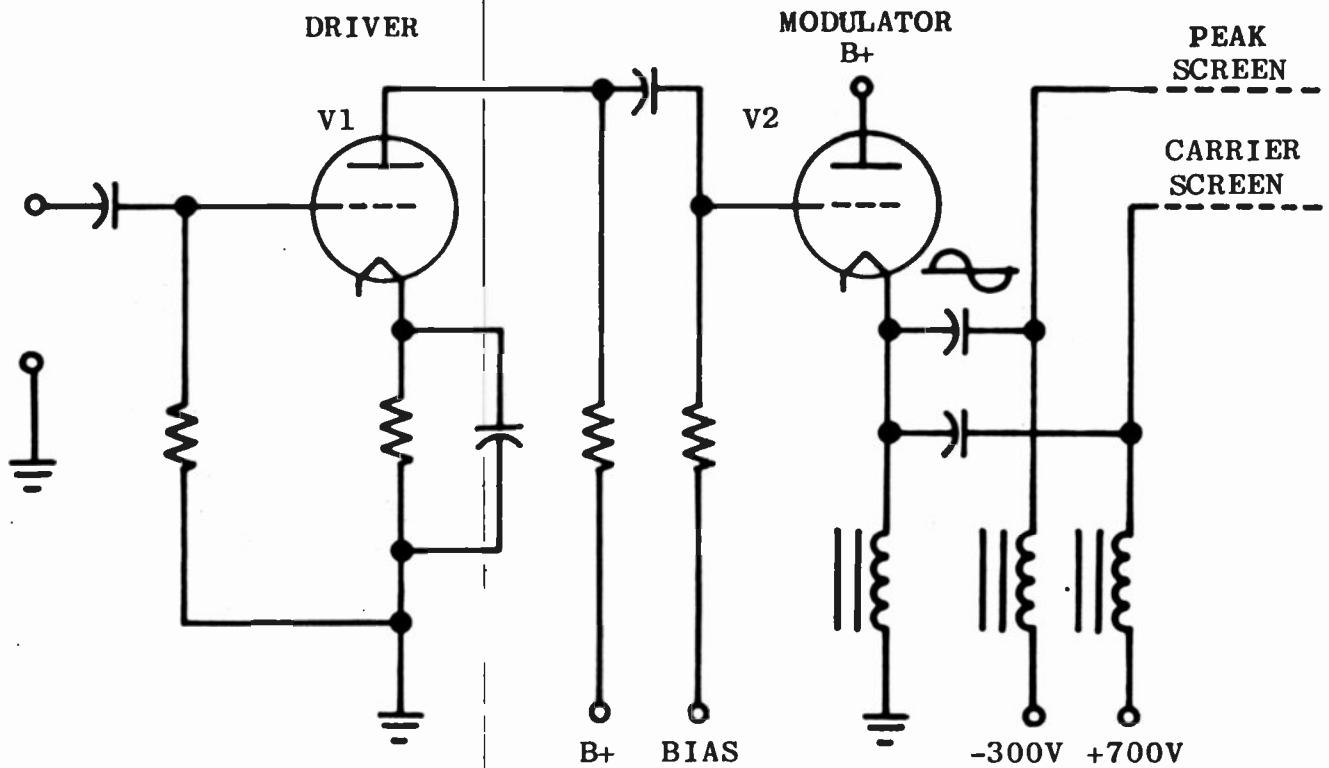 DRIVER
MODULATOR
B+
PEAK
SCREEN
V1
V2
CARRIER
SCREEN
B+
BIAS
-300V
+700V